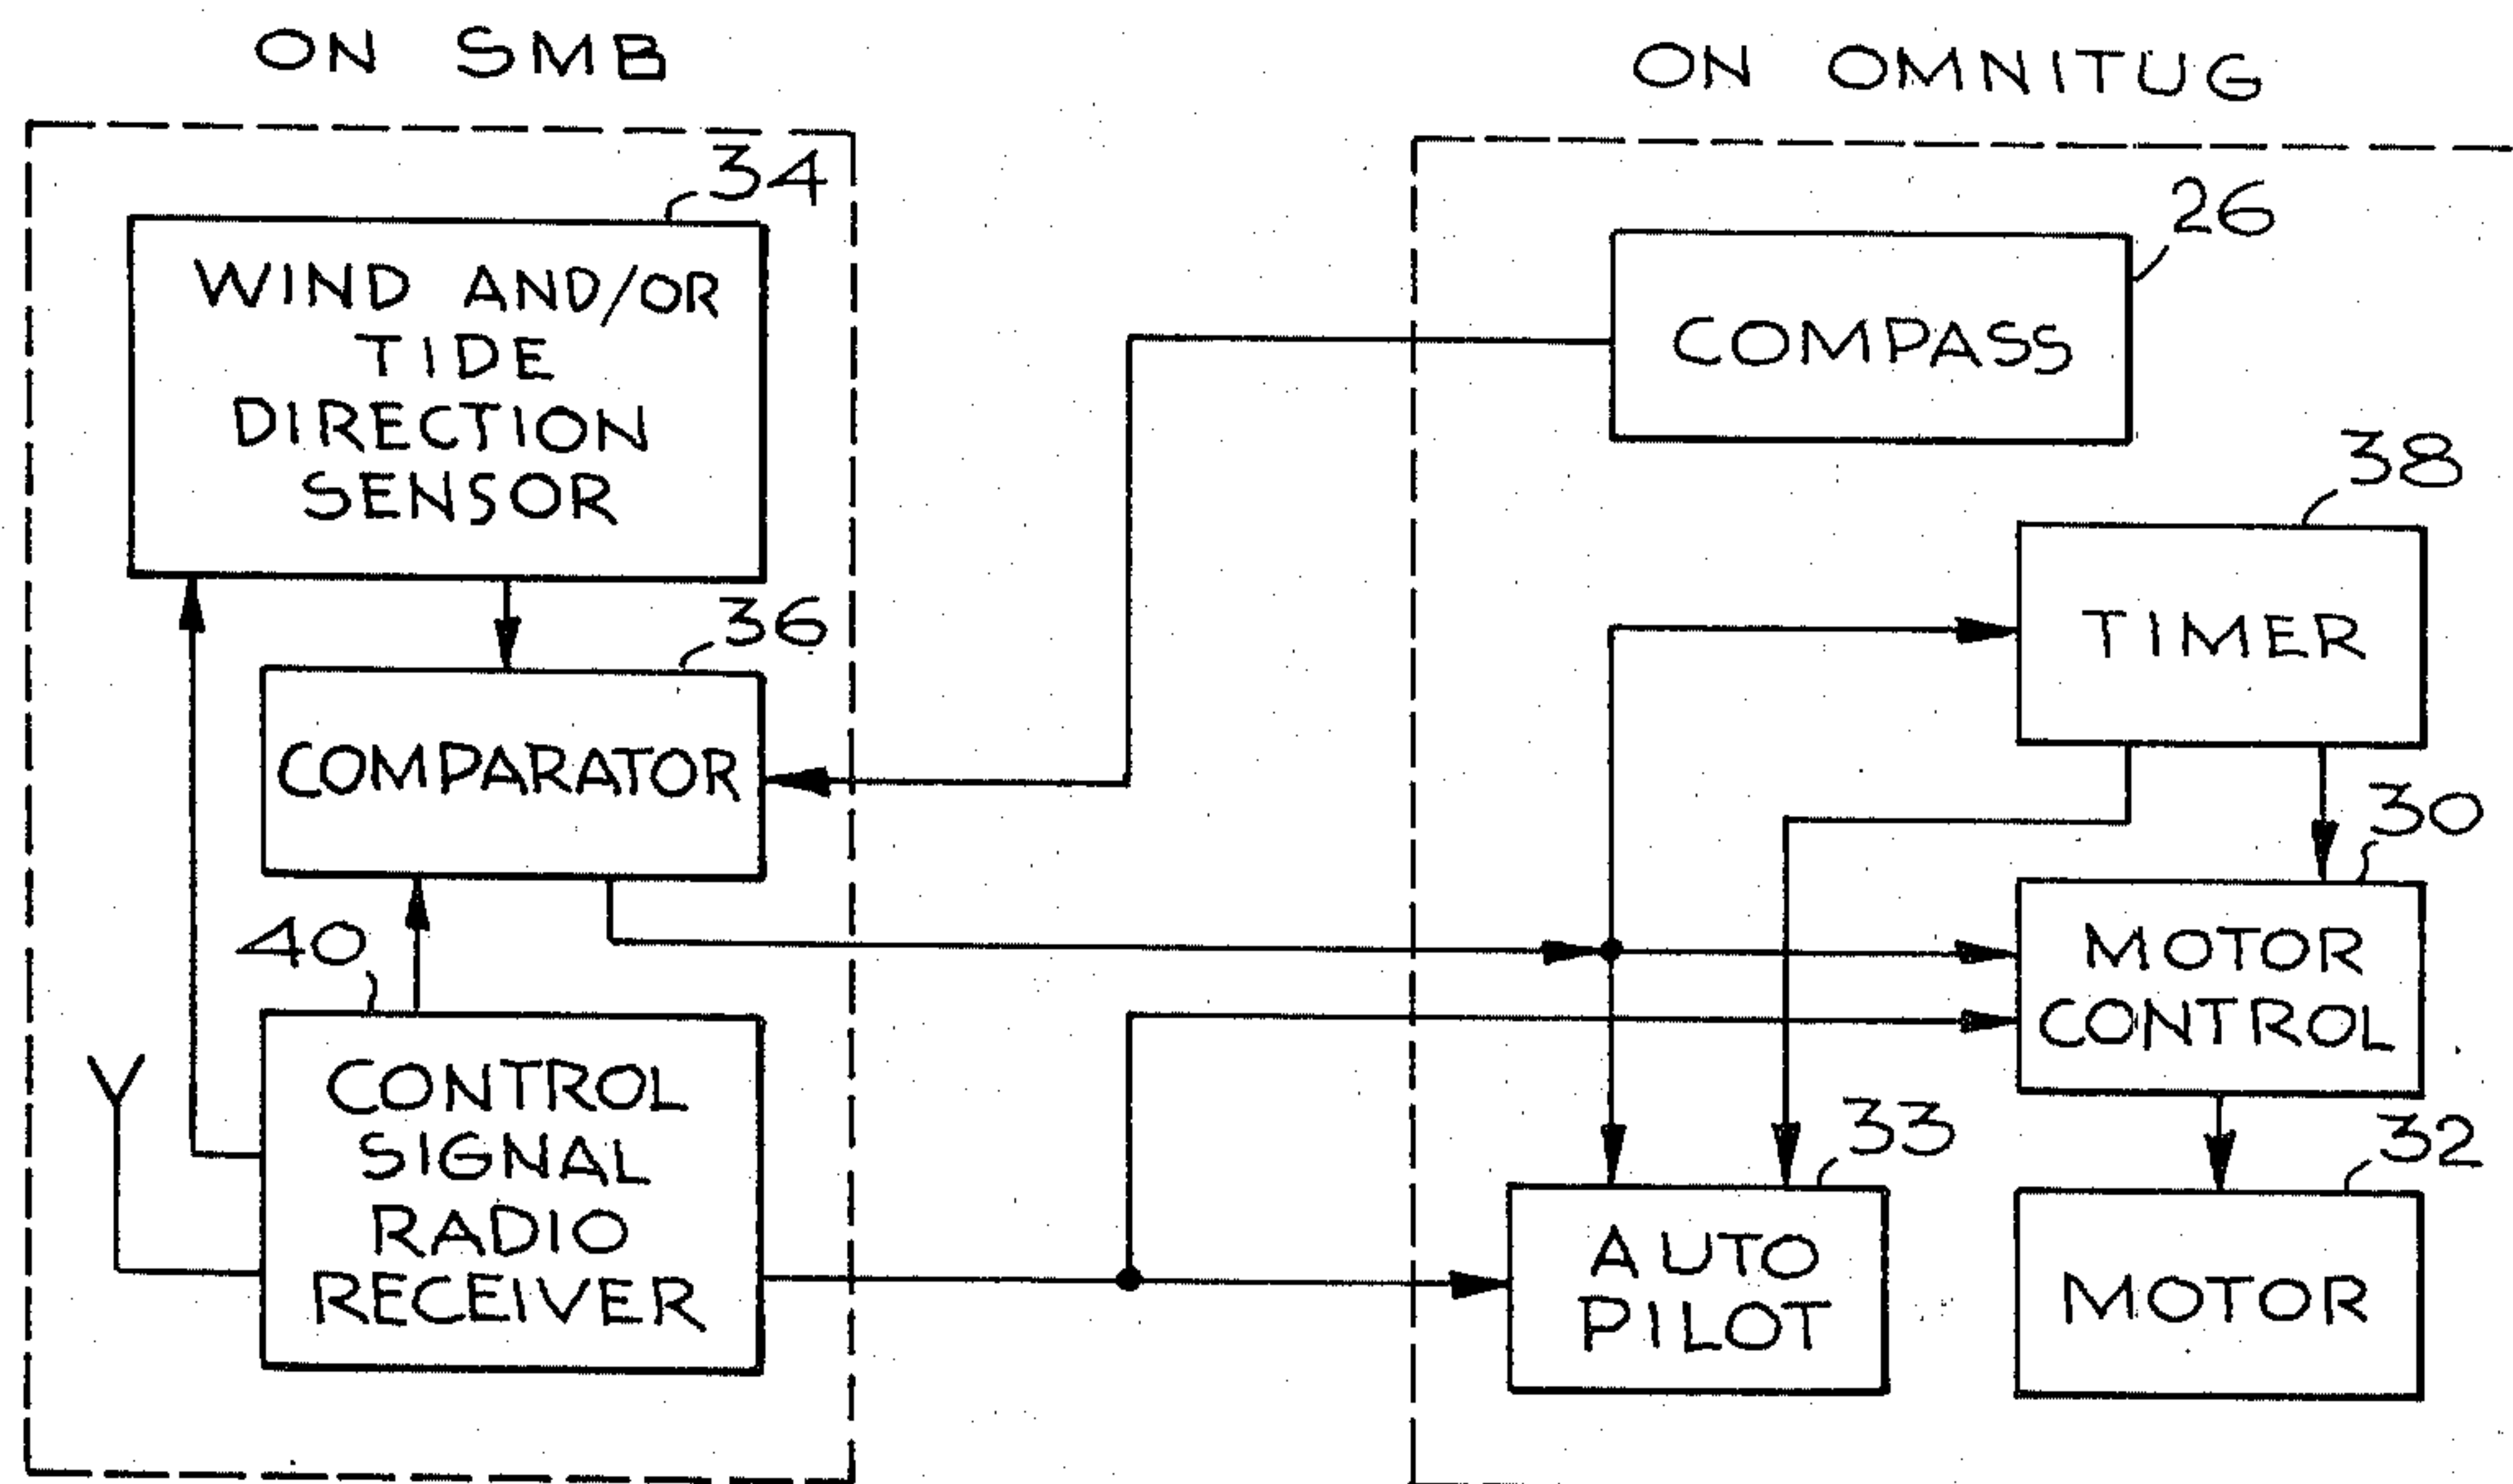 ON SMB
34
WIND AND/OR
TIDE
DIRECTION
SENSOR
36
COMPARATOR
40
CONTROL
SIGNAL
RADIO
RECEIVER
ON OMNITUG
26
COMPASS
38
TIMER
30
MOTOR
CONTROL
33
AUTO
PILOT
32
MOTOR